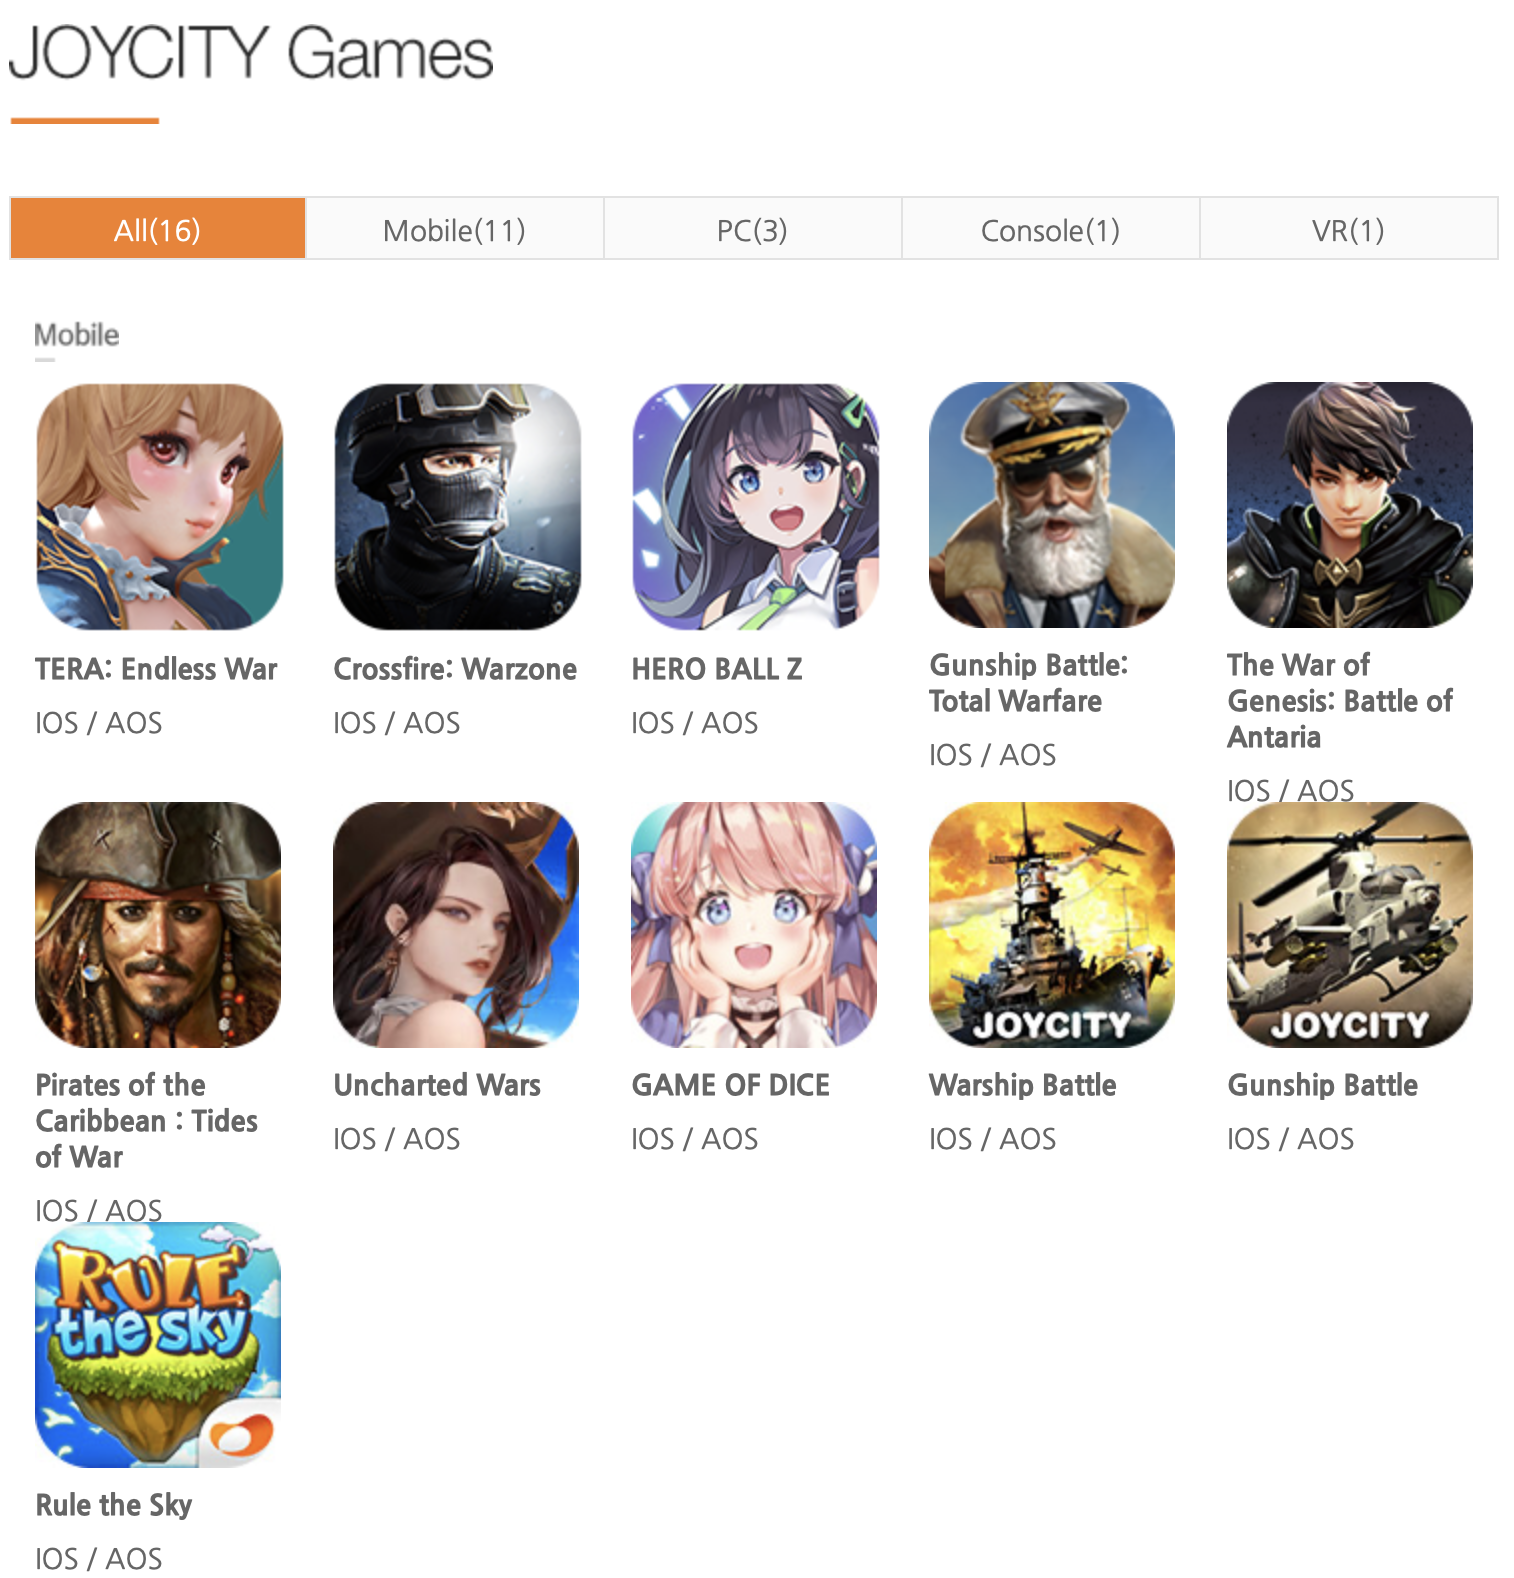 JOYCITY Games
All(16)
Mobile(11)
PC(3)
Console(1)
VR(1)
Mobile
TERA: Endless War
IOS / AOS
Crossfire: Warzone
IOS / AOS
HERO BALL Z
IOS / AOS
Gunship Battle:
Total Warfare
IOS / AOS
The War of
Genesis: Battle of
Antaria
IOS / AOS
Pirates of the
Caribbean : Tides
of War
IOS / AOS
Uncharted Wars
IOS / AOS
GAME OF DICE
IOS / AOS
JOYCITY
Warship Battle
IOS / AOS
JOYCITY
Gunship Battle
IOS / AOS
RULE
the SKY
Rule the Sky
IOS / AOS